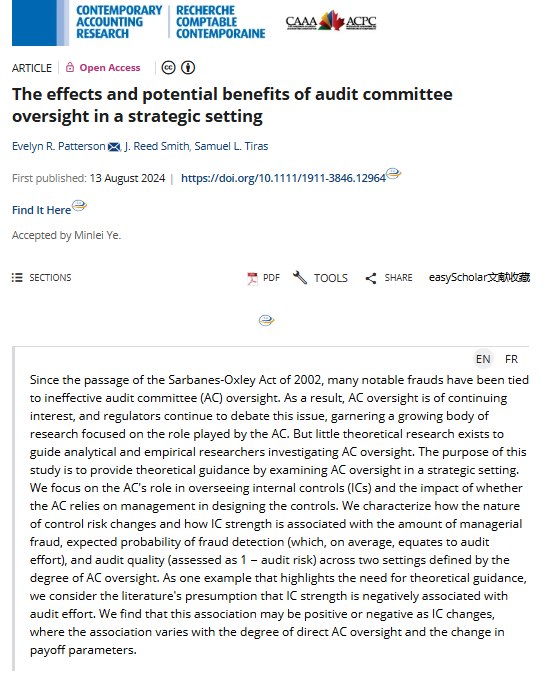 CONTEMPORARY
ACCOUNTING
RESEARCH
RECHERCHE
COMPTABLE
CONTEMPORAINE
CAAA ACPC
ARTICLE Open Access cc
The effects and potential benefits of audit committee
oversight in a strategic setting
Evelyn R. Patterson, J. Reed Smith, Samuel L. Tiras
First published: 13 August 2024 | https://doi.org/10.1111/1911-3846.12964
Find It Here
Accepted by Minlei Ye.
SECTIONS PDF TOOLS SHARE easyScholar文献收藏
EN FR
Since the passage of the Sarbanes-Oxley Act of 2002, many notable frauds have been tied
to ineffective audit committee (AC) oversight. As a result, AC oversight is of continuing
interest, and regulators continue to debate this issue, garnering a growing body of
research focused on the role played by the AC. But little theoretical research exists to
guide analytical and empirical researchers investigating AC oversight. The purpose of this
study is to provide theoretical guidance by examining AC oversight in a strategic setting.
We focus on the AC's role in overseeing internal controls (ICs) and the impact of whether
the AC relies on management in designing the controls. We characterize how the nature
of control risk changes and how IC strength is associated with the amount of managerial
fraud, expected probability of fraud detection (which, on average, equates to audit
effort), and audit quality (assessed as 1 − audit risk) across two settings defined by the
degree of AC oversight. As one example that highlights the need for theoretical guidance,
we consider the literature's presumption that IC strength is negatively associated with
audit effort. We find that this association may be positive or negative as IC changes,
where the association varies with the degree of direct AC oversight and the change in
payoff parameters.